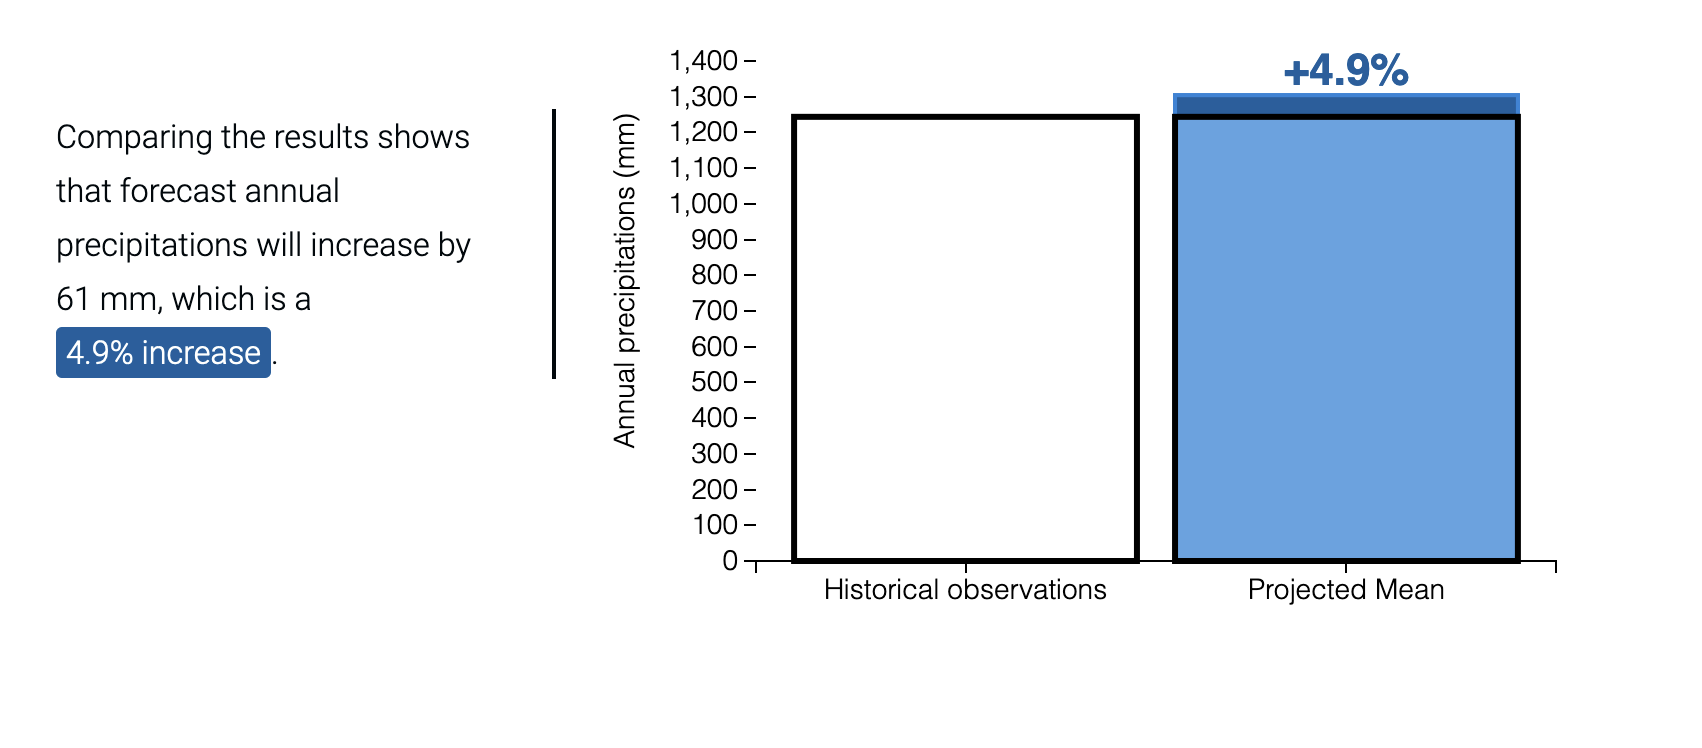 Comparing the results shows
that forecast annual
precipitations will increase by
61 mm, which is a
4.9% increase.
Annual precipitations (mm)
1,400
1,300
1,200
1,100
1,000
900
800
700
600
500
400
300
200
100
0
+4.9%
Historical observations
Projected Mean